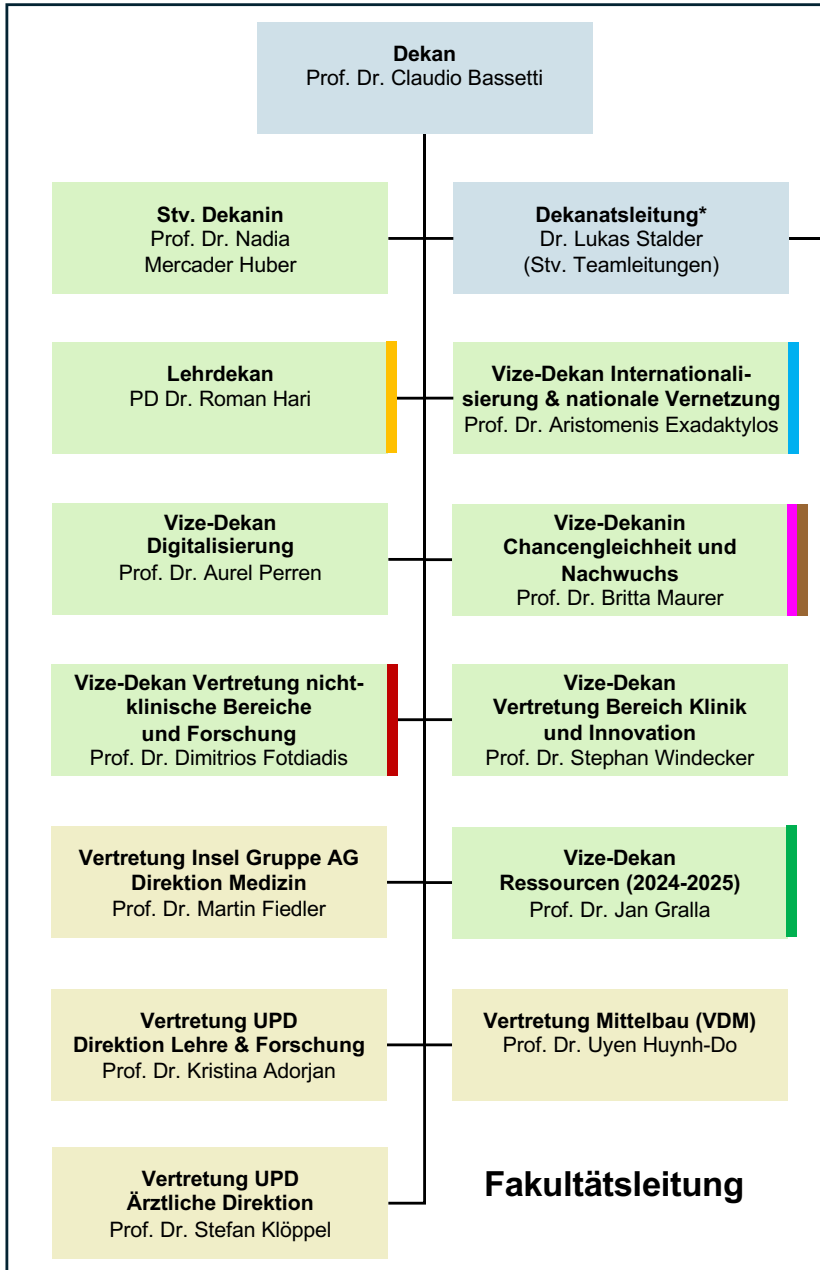 Dekan
Prof. Dr. Claudio Bassetti
Stv. Dekanin
Prof. Dr. Nadia
Mercader Huber
Dekanatsleitung*
Dr. Lukas Stalder
(Stv. Teamleitungen)
Lehrdekan
PD Dr. Roman Hari
Vize-Dekan Internationali-
sierung & nationale Vernetzung
Prof. Dr. Aristomenis Exadaktylos
Vize-Dekan
Digitalisierung
Prof. Dr. Aurel Perren
Vize-Dekanin
Chancengleichheit und
Nachwuchs
Prof. Dr. Britta Maurer
Vize-Dekan Vertretung nicht-
klinische Bereiche
und Forschung
Prof. Dr. Dimitrios Fotdiadis
Vize-Dekan
Vertretung Bereich Klinik
und Innovation
Prof. Dr. Stephan Windecker
Vertretung Insel Gruppe AG
Direktion Medizin
Prof. Dr. Martin Fiedler
Vize-Dekan
Ressourcen (2024-2025)
Prof. Dr. Jan Gralla
Vertretung UPD
Direktion Lehre & Forschung
Prof. Dr. Kristina Adorjan
Vertretung Mittelbau (VDM)
Prof. Dr. Uyen Huynh-Do
Vertretung UPD
Ärztliche Direktion
Prof. Dr. Stefan Klöppel
Fakultätsleitung